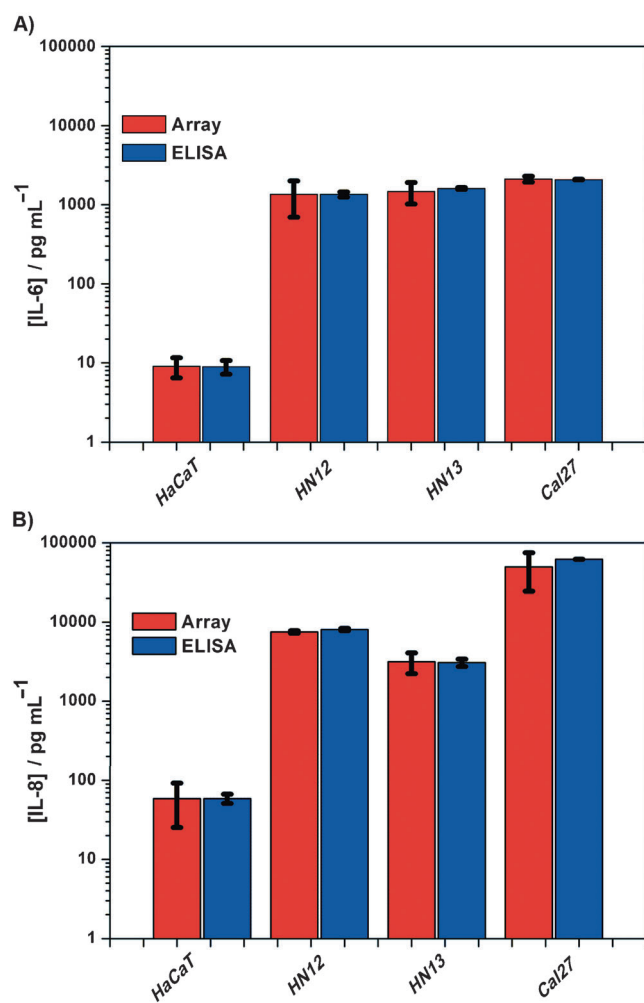 A)
100000
10000
1000
100
10
1
[IL-6] / pg mL⁻¹
Array
ELISA
HaCaT
HN12
HN13
Cal27
B)
100000
10000
1000
100
10
1
[IL-8] / pg mL⁻¹
Array
ELISA
HaCaT
HN12
HN13
Cal27